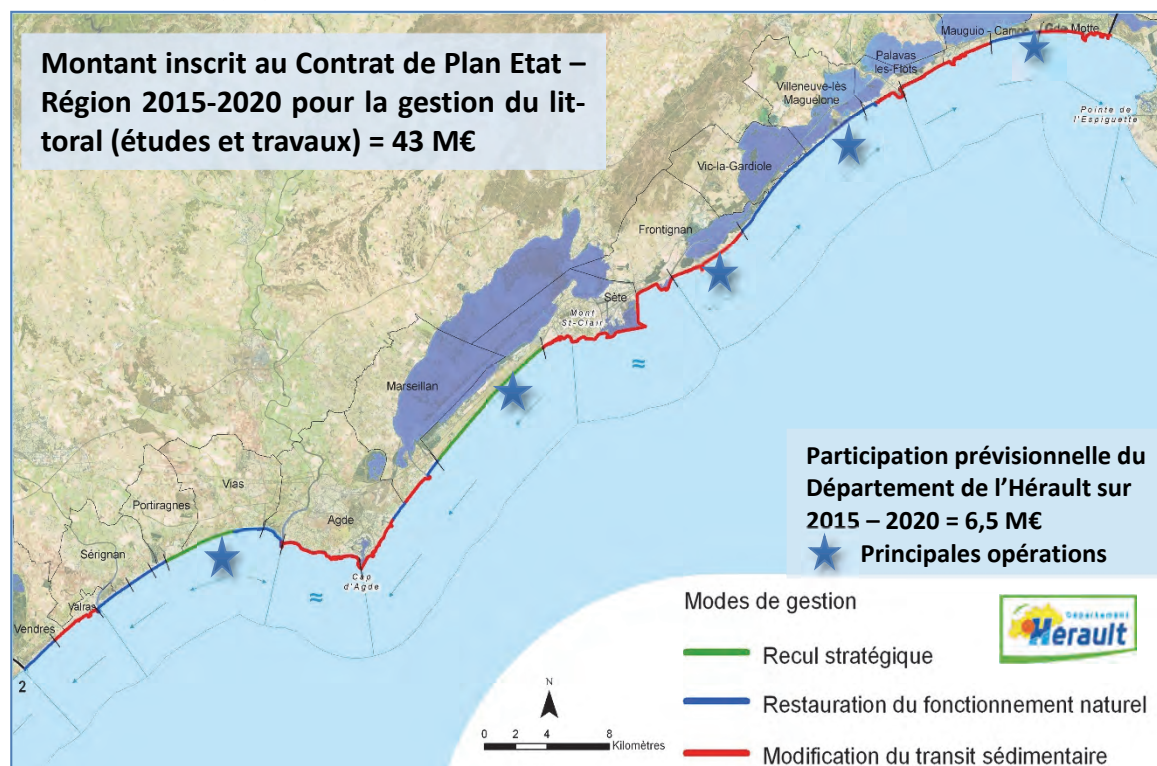 Montant inscrit au Contrat de Plan Etat –
Région 2015-2020 pour la gestion du lit-
toral (études et travaux) = 43 M€
Mauguio - Cande
Gde Motte
Palavas
les-Flots
Villeneuve-lès
Maguelone
Pointe de
l'Espiguette
Vic-la-Gardiole
Frontignan
Sète
Mont
St-Clair
Marseillan
Vias
Portiragnes
Agde
Sérignan
Cap
d'Agde
Valras
Vendres
2
Participation prévisionnelle du
Département de l'Hérault sur
2015 – 2020 = 6,5 M€
Principales opérations
Modes de gestion
Département
Hérault
Recul stratégique
Restauration du fonctionnement naturel
Modification du transit sédimentaire
N
0 2 4 8
Kilomètres